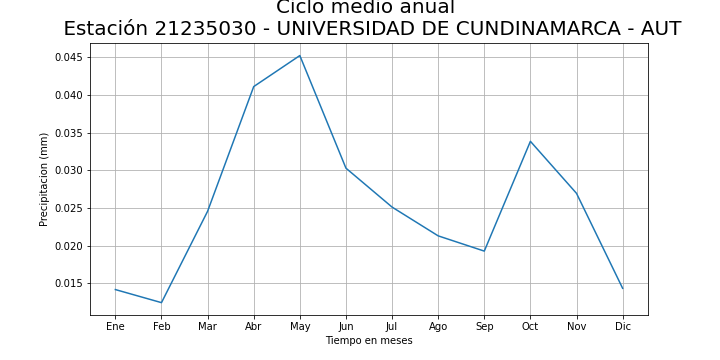 Ciclo medio anual
Estación 21235030 - UNIVERSIDAD DE CUNDINAMARCA - AUT
Precipitacion (mm)
0.045
0.040
0.035
0.030
0.025
0.020
0.015
Ene Feb Mar Abr May Jun Jul Ago Sep Oct Nov Dic
Tiempo en meses